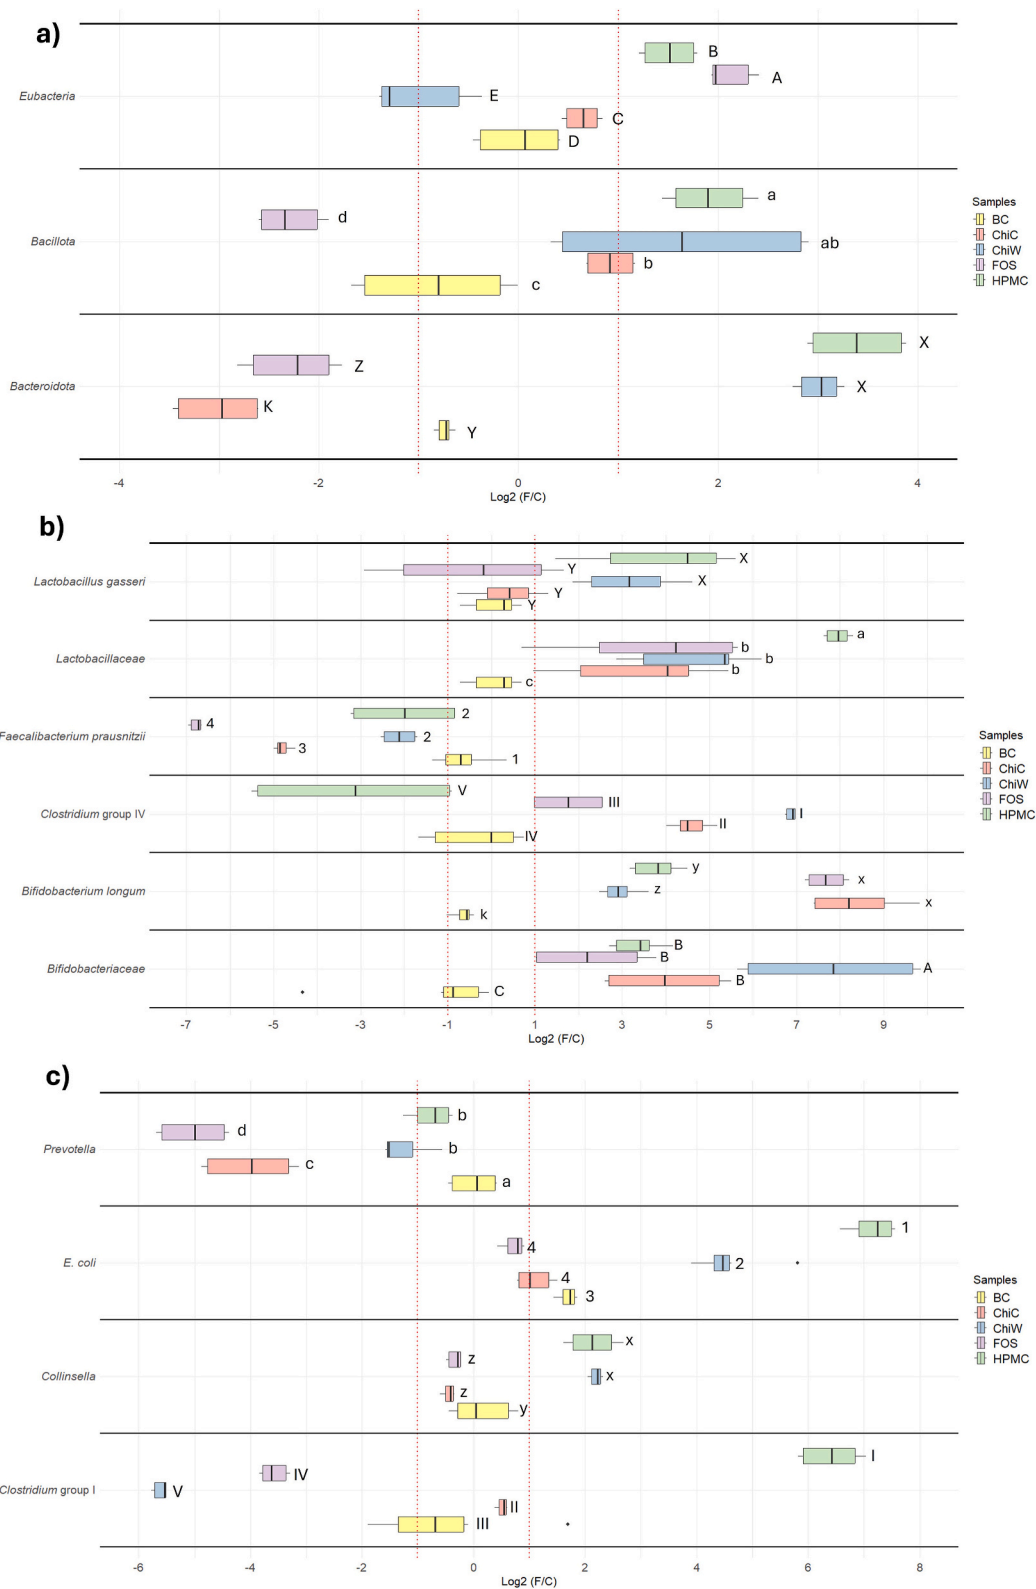 a)
B
A
Eubacteria
E
C
D
a
d
Bacillota
ab
b
c
X
Z
Bacteroidota
X
K
Y
Samples
BC
ChiC
ChiW
FOS
HPMC
-4
-2
0
2
4
Log2 (F/C)
b)
X
Y
Lactobacillus gasseri
X
Y
Y
a
b
Lactobacillaceae
b
b
c
2
4
Faecalibacterium prausnitzii
2
3
1
V
III
Clostridium group IV
I
II
IV
y
x
Bifidobacterium longum
z
x
k
B
B
Bifidobacteriaceae
A
B
C
Samples
BC
ChiC
ChiW
FOS
HPMC
-7
-5
-3
-1
1
3
5
7
9
Log2 (F/C)
c)
b
d
Prevotella
b
c
a
1
4
E. coli
2
4
3
x
z
Collinsella
x
z
y
I
IV
Clostridium group I
V
II
III
Samples
BC
ChiC
ChiW
FOS
HPMC
-6
-4
-2
0
2
4
6
8
Log2 (F/C)